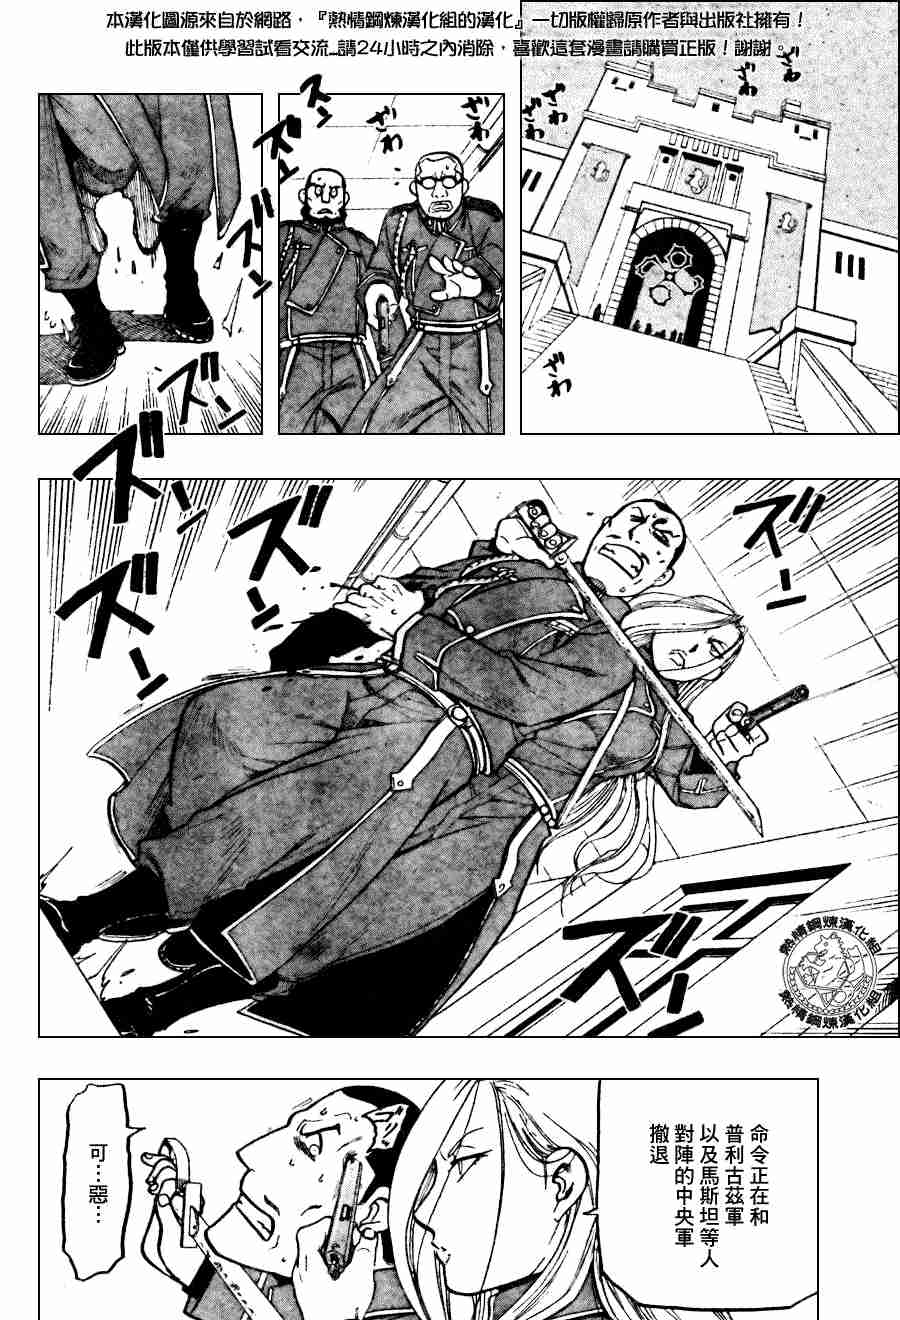 本漢化圖源來自於網路，『熱情鋼煉漢化組的漢化』一切版權歸原作者與出版社擁有！
此版本僅供學習試看交流_請24小時之內消除，喜歡這套漫畫請購買正版！謝謝。
ざわ
ざわ
ざわ
ざわ
ざわ
ざわ
ズン
ズン
ズン
ズン
ズン
ズン
ズン
ズン
ズン
熱情鋼煉漢化組
熱情鋼煉漢化組
命令正在和
普利古茲軍
以及馬斯坦等人
對陣的中央軍
撤退
可…惡…